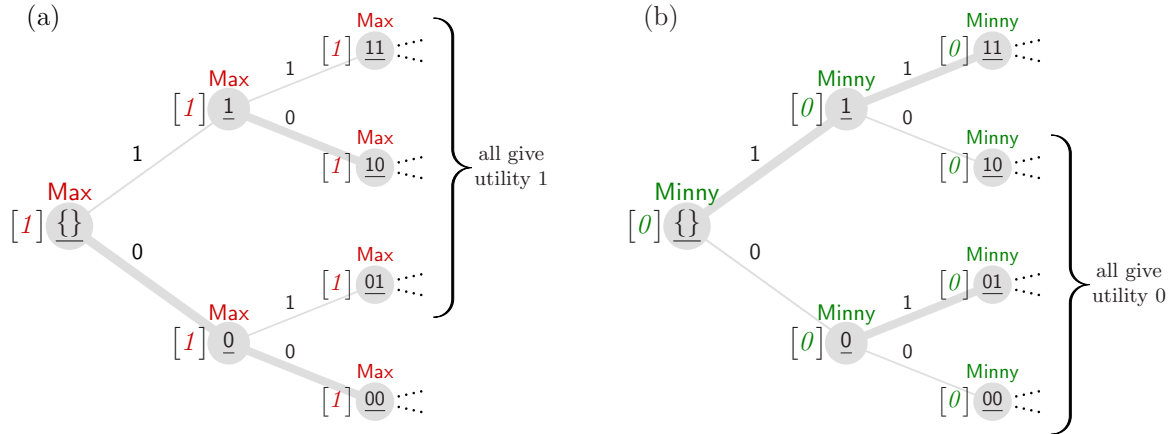 (a)
Max
[1] 11
1
Max
[1] 1
0
Max
[1] 10
1
all give
utility 1
Max
[1] {}
0
Max
[1] 01
1
Max
[1] 0
0
Max
[1] 00
(b)
Minny
[0] 11
1
Minny
[0] 1
0
Minny
[0] 10
1
Minny
[0] {}
0
Minny
[0] 01
all give
utility 0
1
Minny
[0] 0
0
Minny
[0] 00